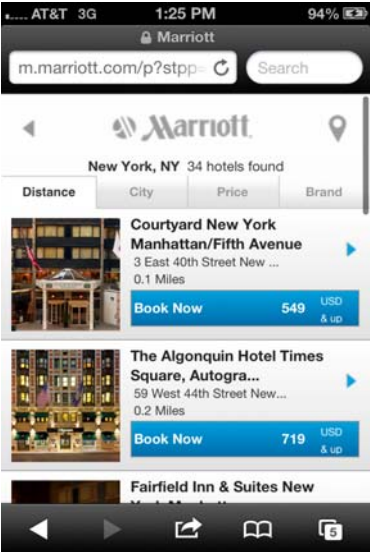 AT&T 3G 1:25 PM 94%
Marriott
m.marriott.com/p?stpp= Search
Marriott
New York, NY 34 hotels found
Distance City Price Brand
Courtyard New York
Manhattan/Fifth Avenue
3 East 40th Street New ...
0.1 Miles
Book Now 549 USD
& up
The Algonquin Hotel Times
Square, Autogra...
59 West 44th Street New...
0.2 Miles
Book Now 719 USD
& up
Fairfield Inn & Suites New
5